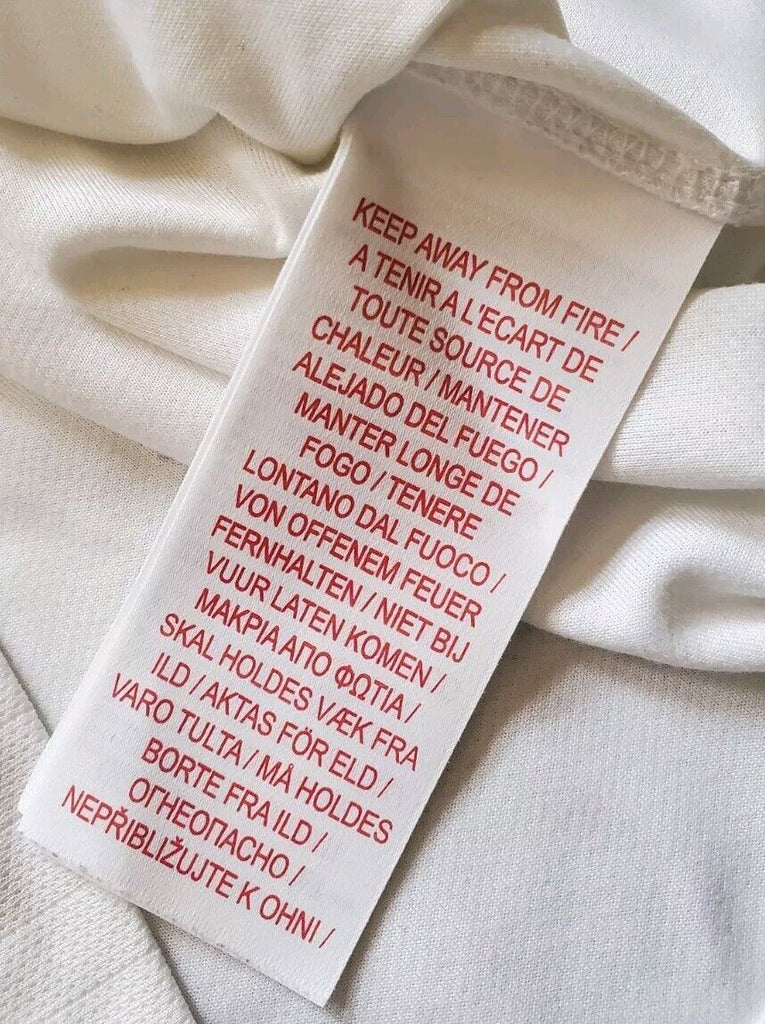 KEEP AWAY FROM FIRE /
A TENIR A L'ECART DE
TOUTE SOURCE DE
CHALEUR / MANTENER
ALEJADO DEL FUEGO /
MANTER LONGE DE
FOGO / TENERE
LONTANO DAL FUOCO /
VON OFFENEM FEUER
FERNHALTEN / NIET BIJ
VUUR LATEN KOMEN /
ΜΑΚΡΙΑ ΑΠΟ ΦΩΤΙΑ /
SKAL HOLDES VÆK FRA
ILD / AKTAS FÖR ELD /
VARO TULTA / MÅ HOLDES
BORTE FRA ILD /
ОГНЕОПАСНО /
NEPŘIBLIŽUJTE K OHNI /